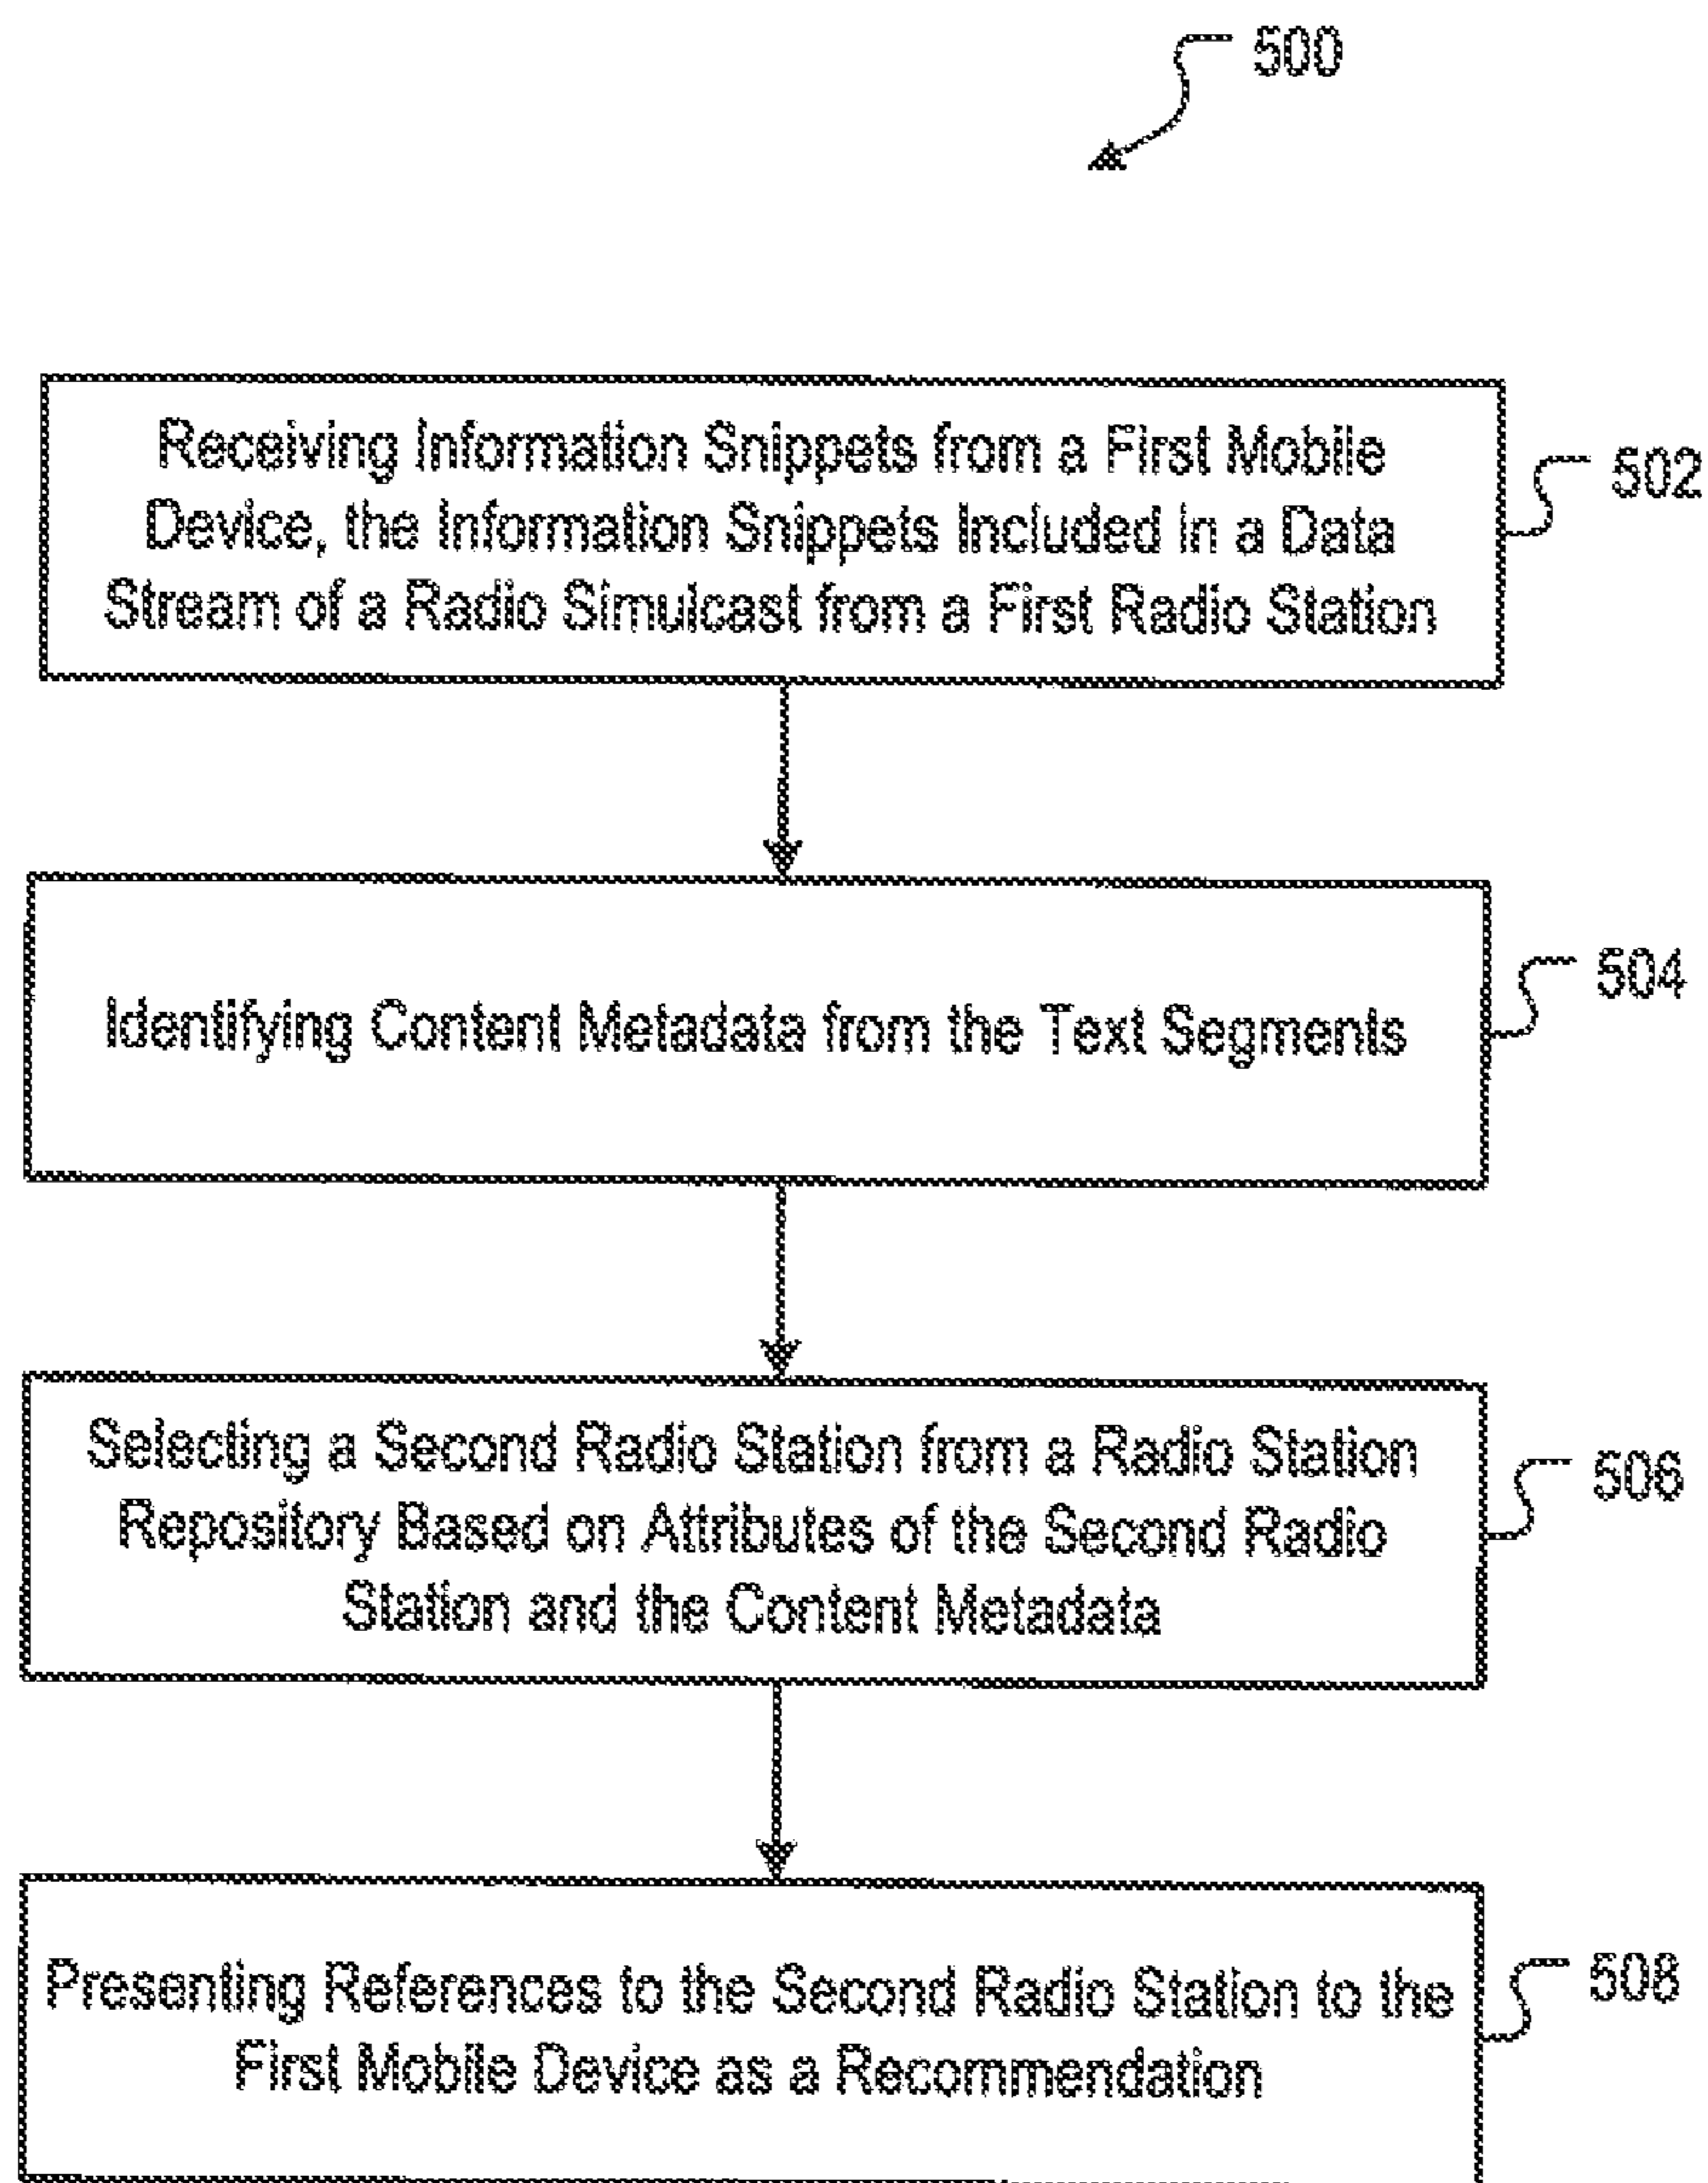 500
Receiving Information Snippets from a First Mobile
Device, the Information Snippets Included in a Data
Stream of a Radio Simulcast from a First Radio Station
502
Identifying Content Metadata from the Text Segments
504
Selecting a Second Radio Station from a Radio Station
Repository Based on Attributes of the Second Radio
Station and the Content Metadata
506
Presenting References to the Second Radio Station to the
First Mobile Device as a Recommendation
508